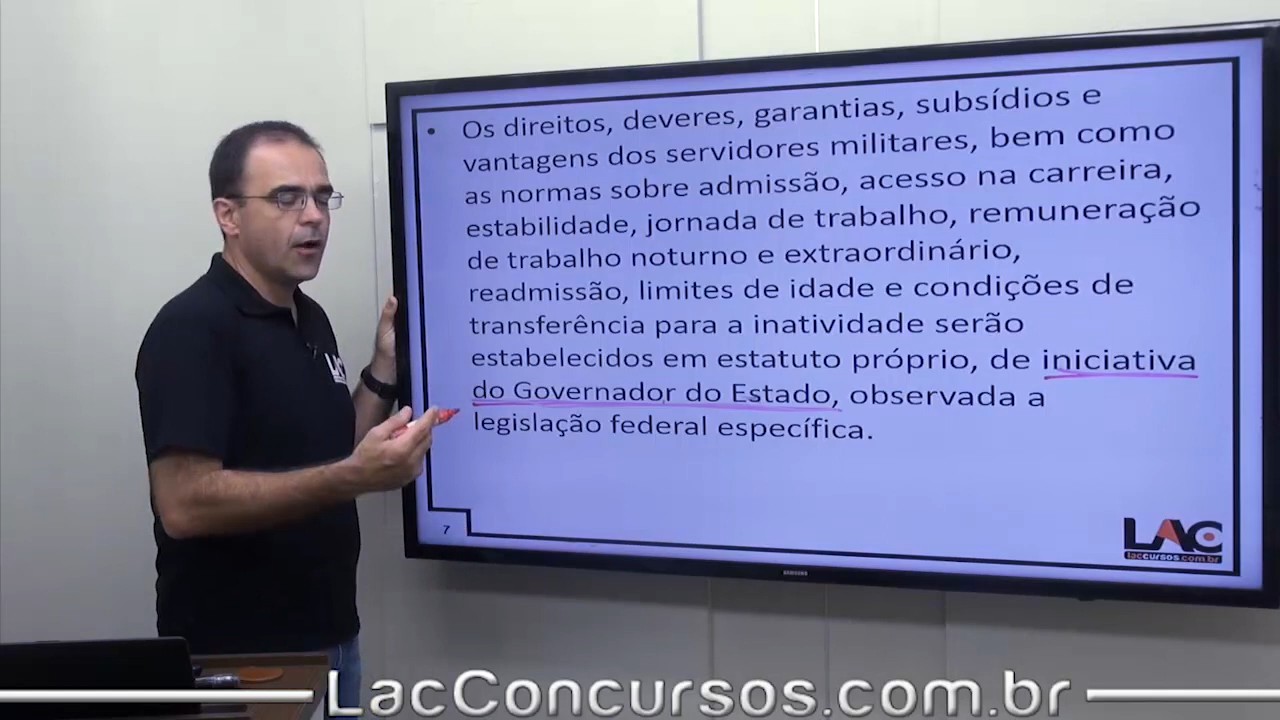 • Os direitos, deveres, garantias, subsídios e
vantagens dos servidores militares, bem como
as normas sobre admissão, acesso na carreira,
estabilidade, jornada de trabalho, remuneração
de trabalho noturno e extraordinário,
readmissão, limites de idade e condições de
transferência para a inatividade serão
estabelecidos em estatuto próprio, de iniciativa
do Governador do Estado, observada a
legislação federal específica.
7
LAC
laccursos.com.br
SAMSUNG
LAC
LacConcursos.com.br